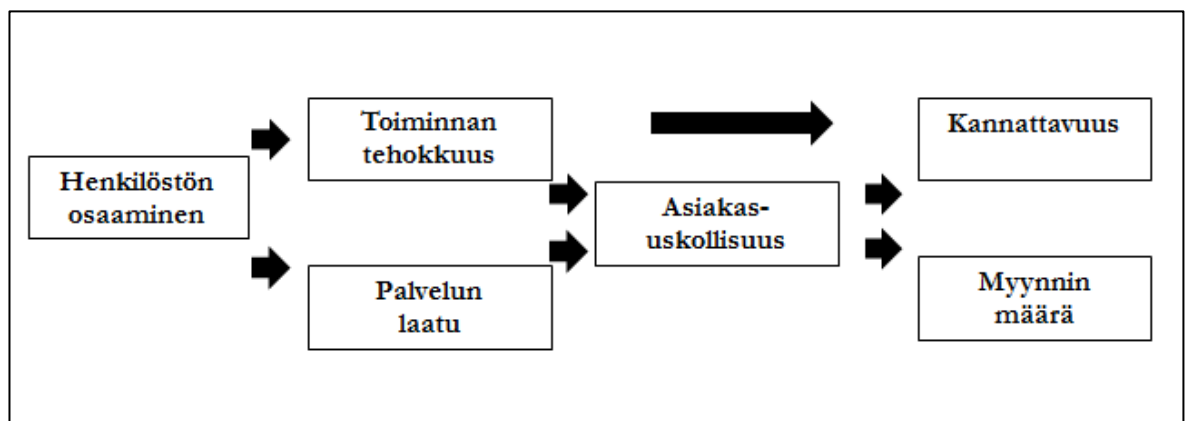 Henkilöstön
osaaminen
Toiminnan
tehokkuus
Palvelun
laatu
Asiakas-
uskollisuus
Kannattavuus
Myynnin
määrä